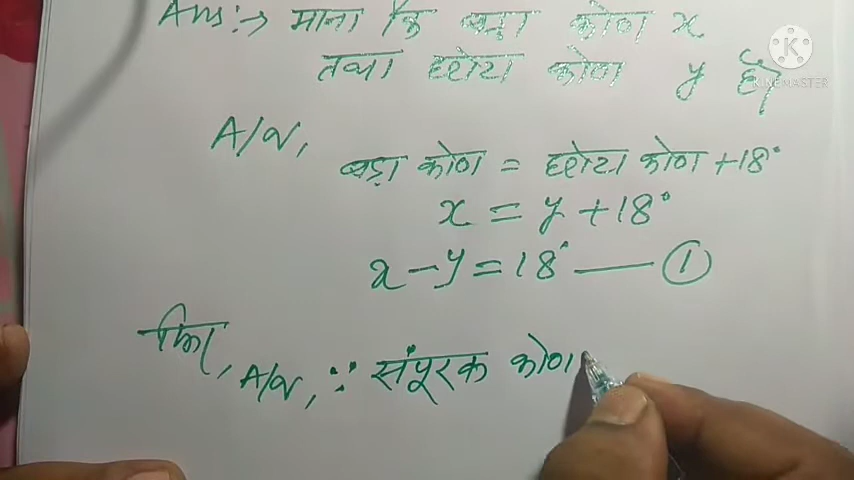 Ans :→ माना कि बड़ा कोण x
तथा छोटा कोण y है
KINEMASTER
A/Q,
बड़ा कोण = छोटा कोण +18°
x = y +18°
x - y = 18° —— ①
फिर, A/Q, ∵ संपूरक कोण